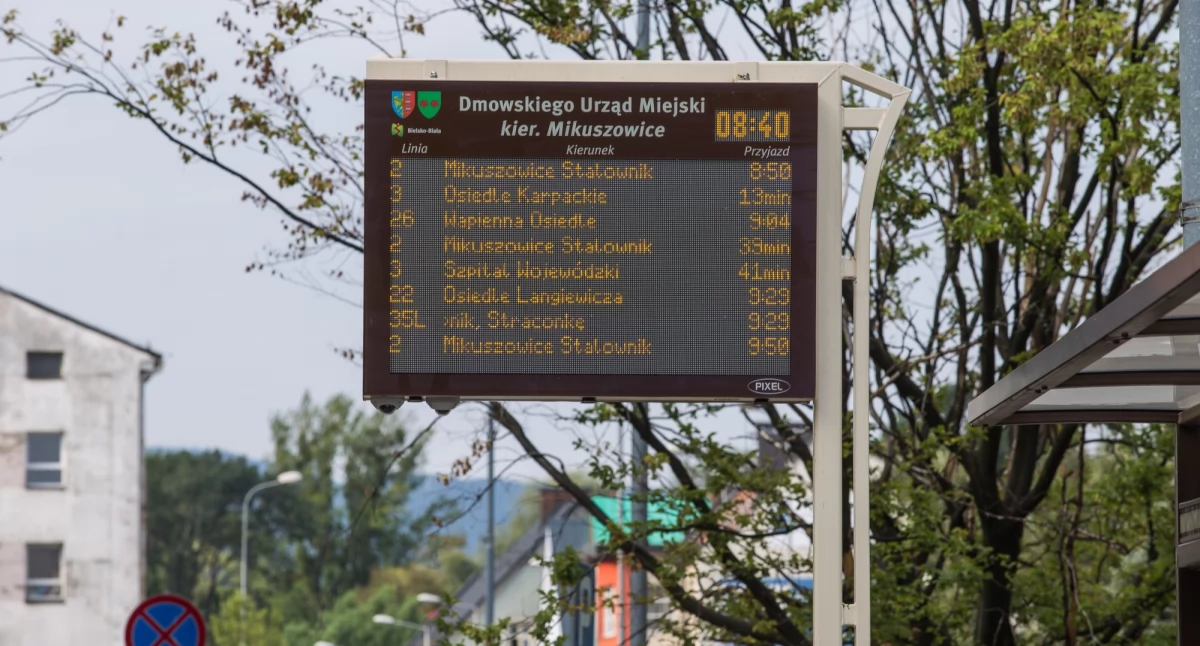 Dmowskiego Urząd Miejski
kier. Mikuszowice
08:40
Bielsko-Biała
Linia Kierunek Przyjazd
2 Mikuszowice Stalownik 8:50
3 Osiedle Karpackie 13min
26 Wapienna Osiedle 9:04
2 Mikuszowice Stalownik 39min
3 Szpital Wojewódzki 41min
22 Osiedle Langiewicza 9:29
35L nik, Straconkę 9:29
2 Mikuszowice Stalownik 9:50
PIXEL